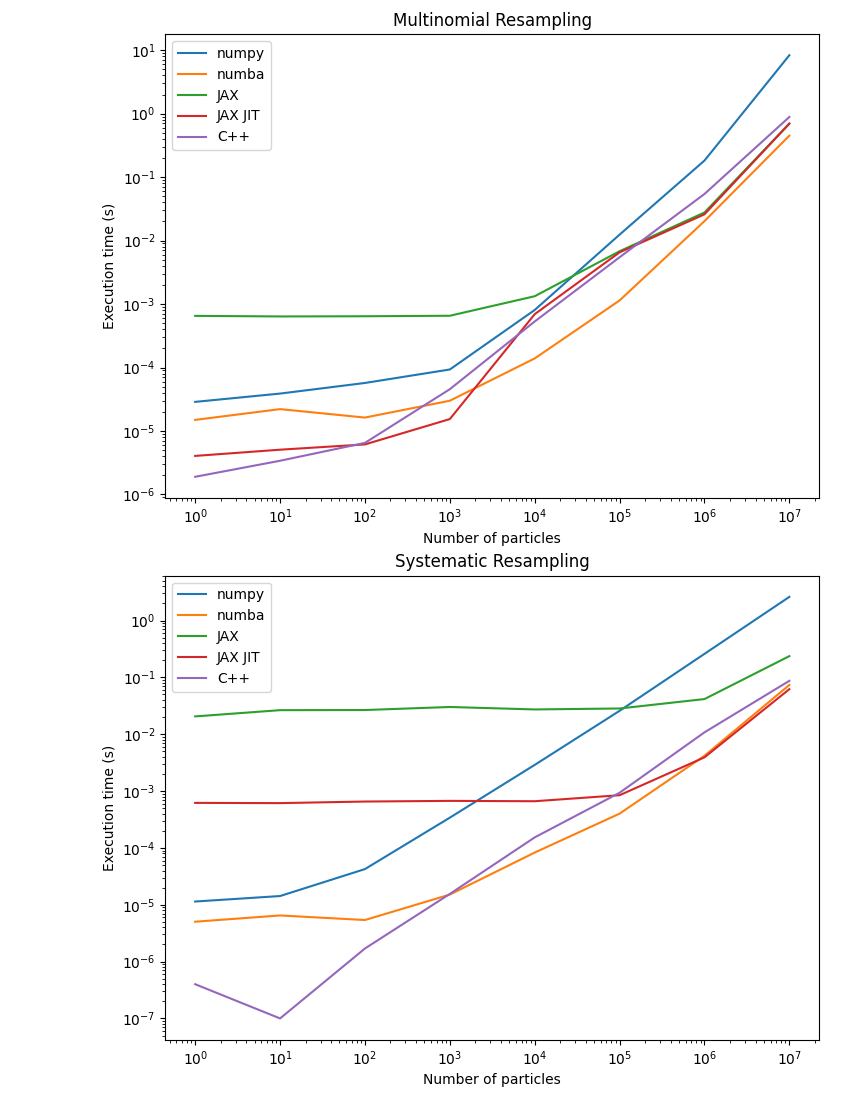 Multinomial Resampling
numpy
numba
JAX
JAX JIT
C++
10¹
10⁰
10⁻¹
10⁻²
10⁻³
10⁻⁴
10⁻⁵
10⁻⁶
Execution time (s)
10⁰ 10¹ 10² 10³ 10⁴ 10⁵ 10⁶ 10⁷
Number of particles
Systematic Resampling
numpy
numba
JAX
JAX JIT
C++
10⁰
10⁻¹
10⁻²
10⁻³
10⁻⁴
10⁻⁵
10⁻⁶
10⁻⁷
Execution time (s)
10⁰ 10¹ 10² 10³ 10⁴ 10⁵ 10⁶ 10⁷
Number of particles